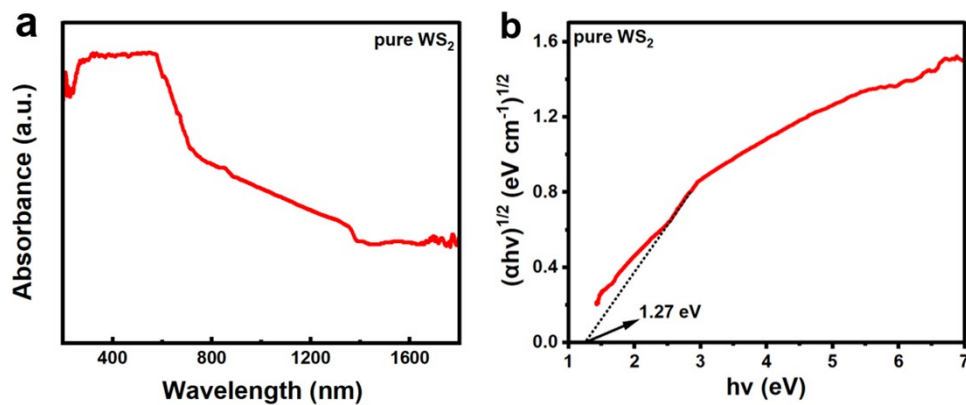 a
pure WS₂
Absorbance (a.u.)
400 800 1200 1600
Wavelength (nm)
b
pure WS₂
(αhv)^1/2 (eV cm⁻¹)^1/2
1.6
1.2
0.8
0.4
0.0
1.27 eV
1 2 3 4 5 6 7
hv (eV)